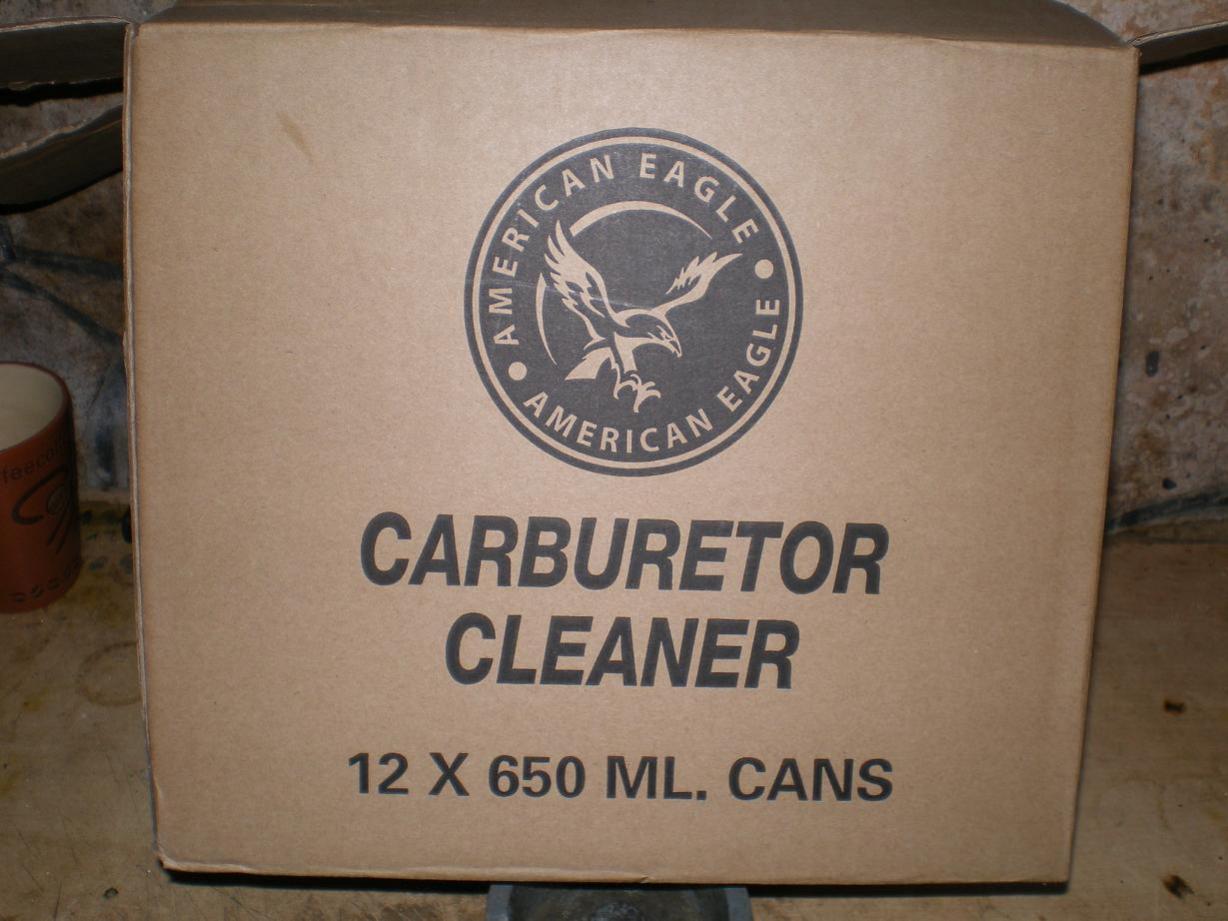 AMERICAN EAGLE
AMERICAN EAGLE
CARBURETOR
CLEANER
12 X 650 ML. CANS